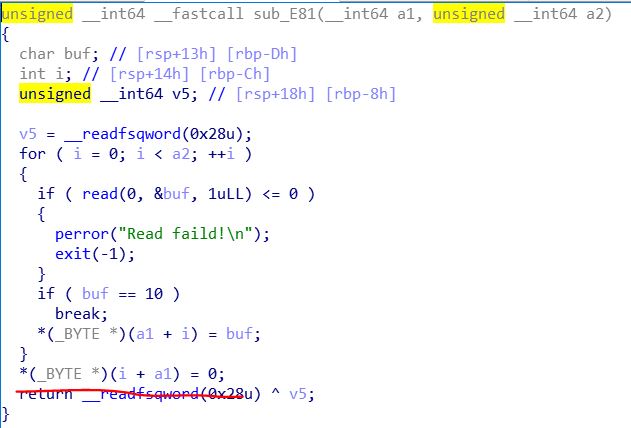 unsigned __int64 __fastcall sub_E81(__int64 a1, unsigned __int64 a2)
{
  char buf; // [rsp+13h] [rbp-Dh]
  int i; // [rsp+14h] [rbp-Ch]
  unsigned __int64 v5; // [rsp+18h] [rbp-8h]

  v5 = __readfsqword(0x28u);
  for ( i = 0; i < a2; ++i )
  {
    if ( read(0, &buf, 1uLL) <= 0 )
    {
      perror("Read faild!\n");
      exit(-1);
    }
    if ( buf == 10 )
      break;
    *(_BYTE *)(a1 + i) = buf;
  }
  *(_BYTE *)(i + a1) = 0;
  return __readfsqword(0x28u) ^ v5;
}